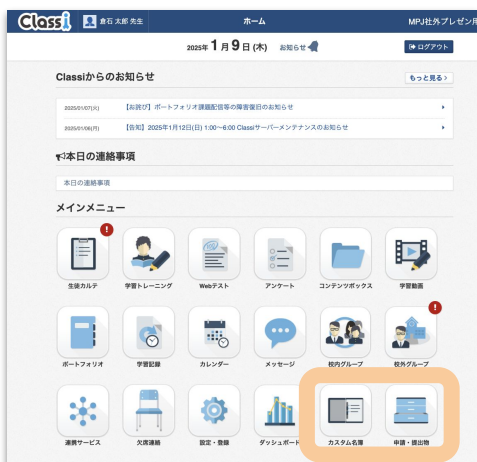 Classi 倉石 太郎 先生 ホーム MPJ社外プレゼン用
2025年 1月9日 (木) お知らせ ログアウト
Classiからのお知らせ もっと見る
2025/01/07(火) 【お詫び】ポートフォリオ課題配信等の障害復旧のお知らせ
2025/01/06(月) 【告知】2025年1月12日(日) 1:00~6:00 Classiサーバーメンテナンスのお知らせ
本日の連絡事項
本日の連絡事項
メインメニュー
生徒カルテ 学習トレーニング Webテスト アンケート コンテンツボックス 学習動画
ポートフォリオ 学習記録 カレンダー メッセージ 校内グループ 校外グループ
連携サービス 欠席連絡 設定・登録 ダッシュボード カスタム名簿 申請・提出物